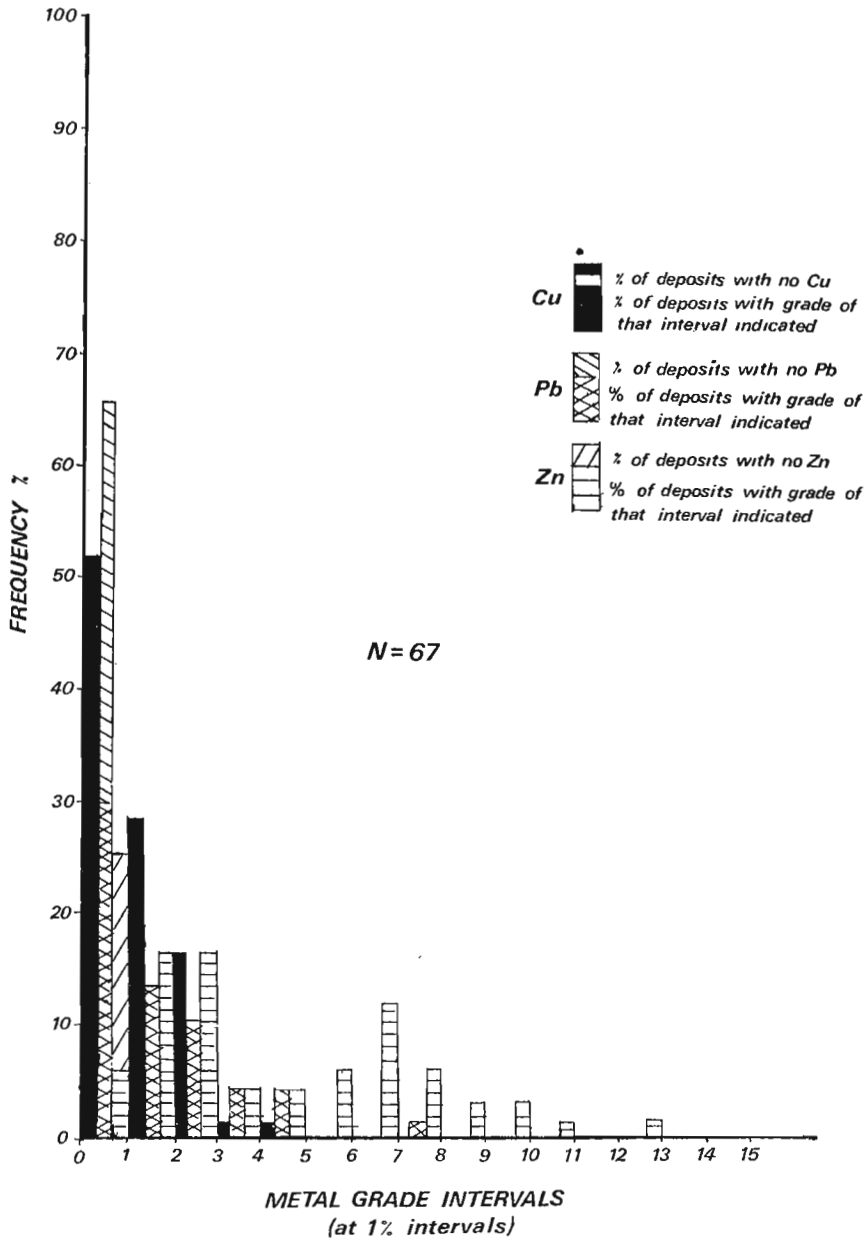 100
90
80
70
60
50
40
30
20
10
0
FREQUENCY %
Cu
% of deposits with no Cu
% of deposits with grade of
that interval indicated
Pb
% of deposits with no Pb
% of deposits with grade of
that interval indicated
Zn
% of deposits with no Zn
% of deposits with grade of
that interval indicated
N = 67
0 1 2 3 4 5 6 7 8 9 10 11 12 13 14 15
METAL GRADE INTERVALS
(at 1% intervals)